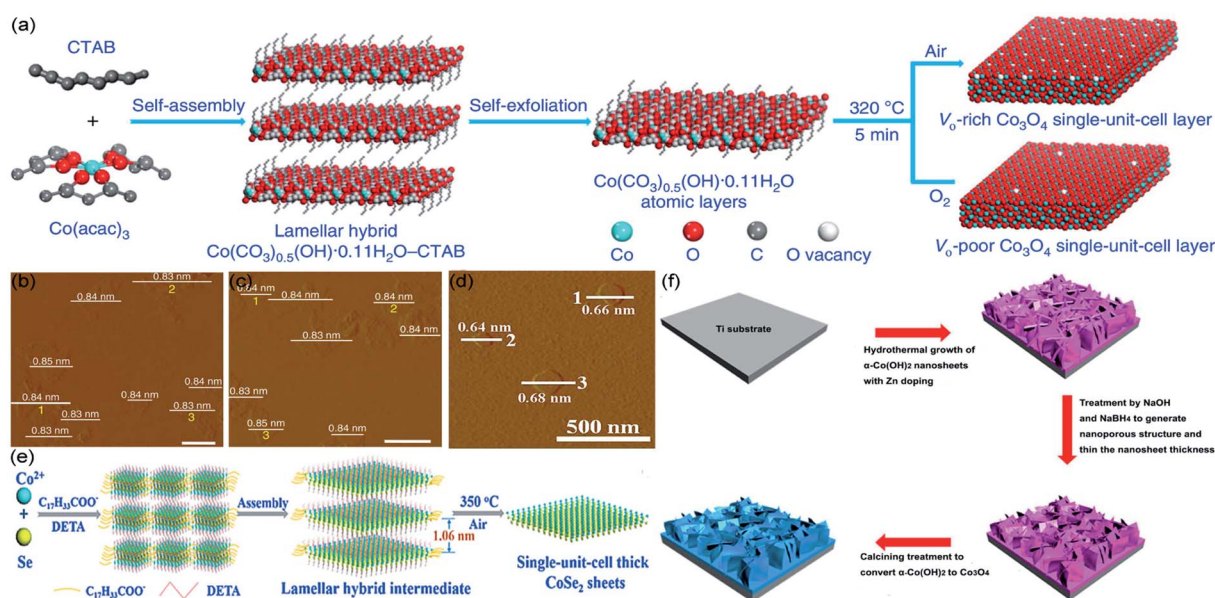 (a)
CTAB
+
Co(acac)3
Self-assembly
Lamellar hybrid
Co(CO3)0.5(OH)·0.11H2O–CTAB
Self-exfoliation
Co(CO3)0.5(OH)·0.11H2O
atomic layers
Co
O
C
O vacancy
320 °C
5 min
Air
Vo-rich Co3O4 single-unit-cell layer
O2
Vo-poor Co3O4 single-unit-cell layer
(b)
0.83 nm
2
0.84 nm
0.85 nm
0.84 nm
0.84 nm
0.84 nm
1
0.83 nm
0.83 nm
3
0.83 nm
(c)
0.84 nm
1
0.84 nm
0.84 nm
2
0.83 nm
0.84 nm
0.83 nm
0.85 nm
3
0.84 nm
(d)
1
0.66 nm
0.64 nm
2
3
0.68 nm
500 nm
(e)
Co2+
+
Se
C17H33COO-
DETA
Assembly
1.06 nm
Lamellar hybrid intermediate
350 ºC
Air
Single-unit-cell thick
CoSe2 sheets
C17H33COO-
DETA
(f)
Ti substrate
Hydrothermal growth of
α-Co(OH)2 nanosheets
with Zn doping
Treatment by NaOH
and NaBH4 to generate
nanoporous structure and
thin the nanosheet thickness
Calcining treatment to
convert α-Co(OH)2 to Co3O4